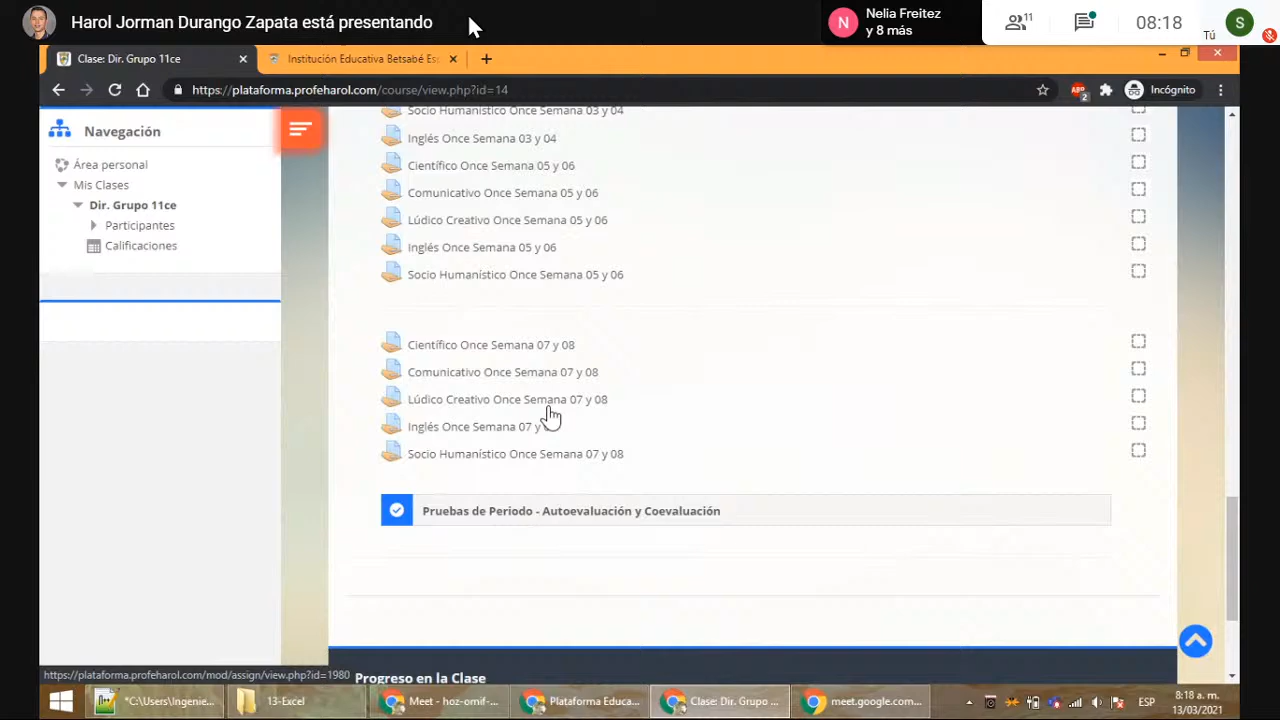 Harol Jorman Durango Zapata está presentando
N
Nelia Freitez
y 8 más
11
08:18
Tú
S
Clase: Dir. Grupo 11ce
Institución Educativa Betsabé Es
https://plataforma.profeharol.com/course/view.php?id=14
ABP
2
Incógnito
Navegación
Área personal
Mis Clases
Dir. Grupo 11ce
Participantes
Calificaciones
Socio Humanístico Once Semana 03 y 04
Inglés Once Semana 03 y 04
Científico Once Semana 05 y 06
Comunicativo Once Semana 05 y 06
Lúdico Creativo Once Semana 05 y 06
Inglés Once Semana 05 y 06
Socio Humanístico Once Semana 05 y 06
Científico Once Semana 07 y 08
Comunicativo Once Semana 07 y 08
Lúdico Creativo Once Semana 07 y 08
Inglés Once Semana 07 y
Socio Humanístico Once Semana 07 y 08
Pruebas de Periodo - Autoevaluación y Coevaluación
Progreso en la Clase
https://plataforma.profeharol.com/mod/assign/view.php?id=1980
*C:\Users\Ingenie...
13-Excel
Meet - hoz-omif-...
Plataforma Educa...
Clase: Dir. Grupo ...
meet.google.com...
ESP
8:18 a. m.
13/03/2021